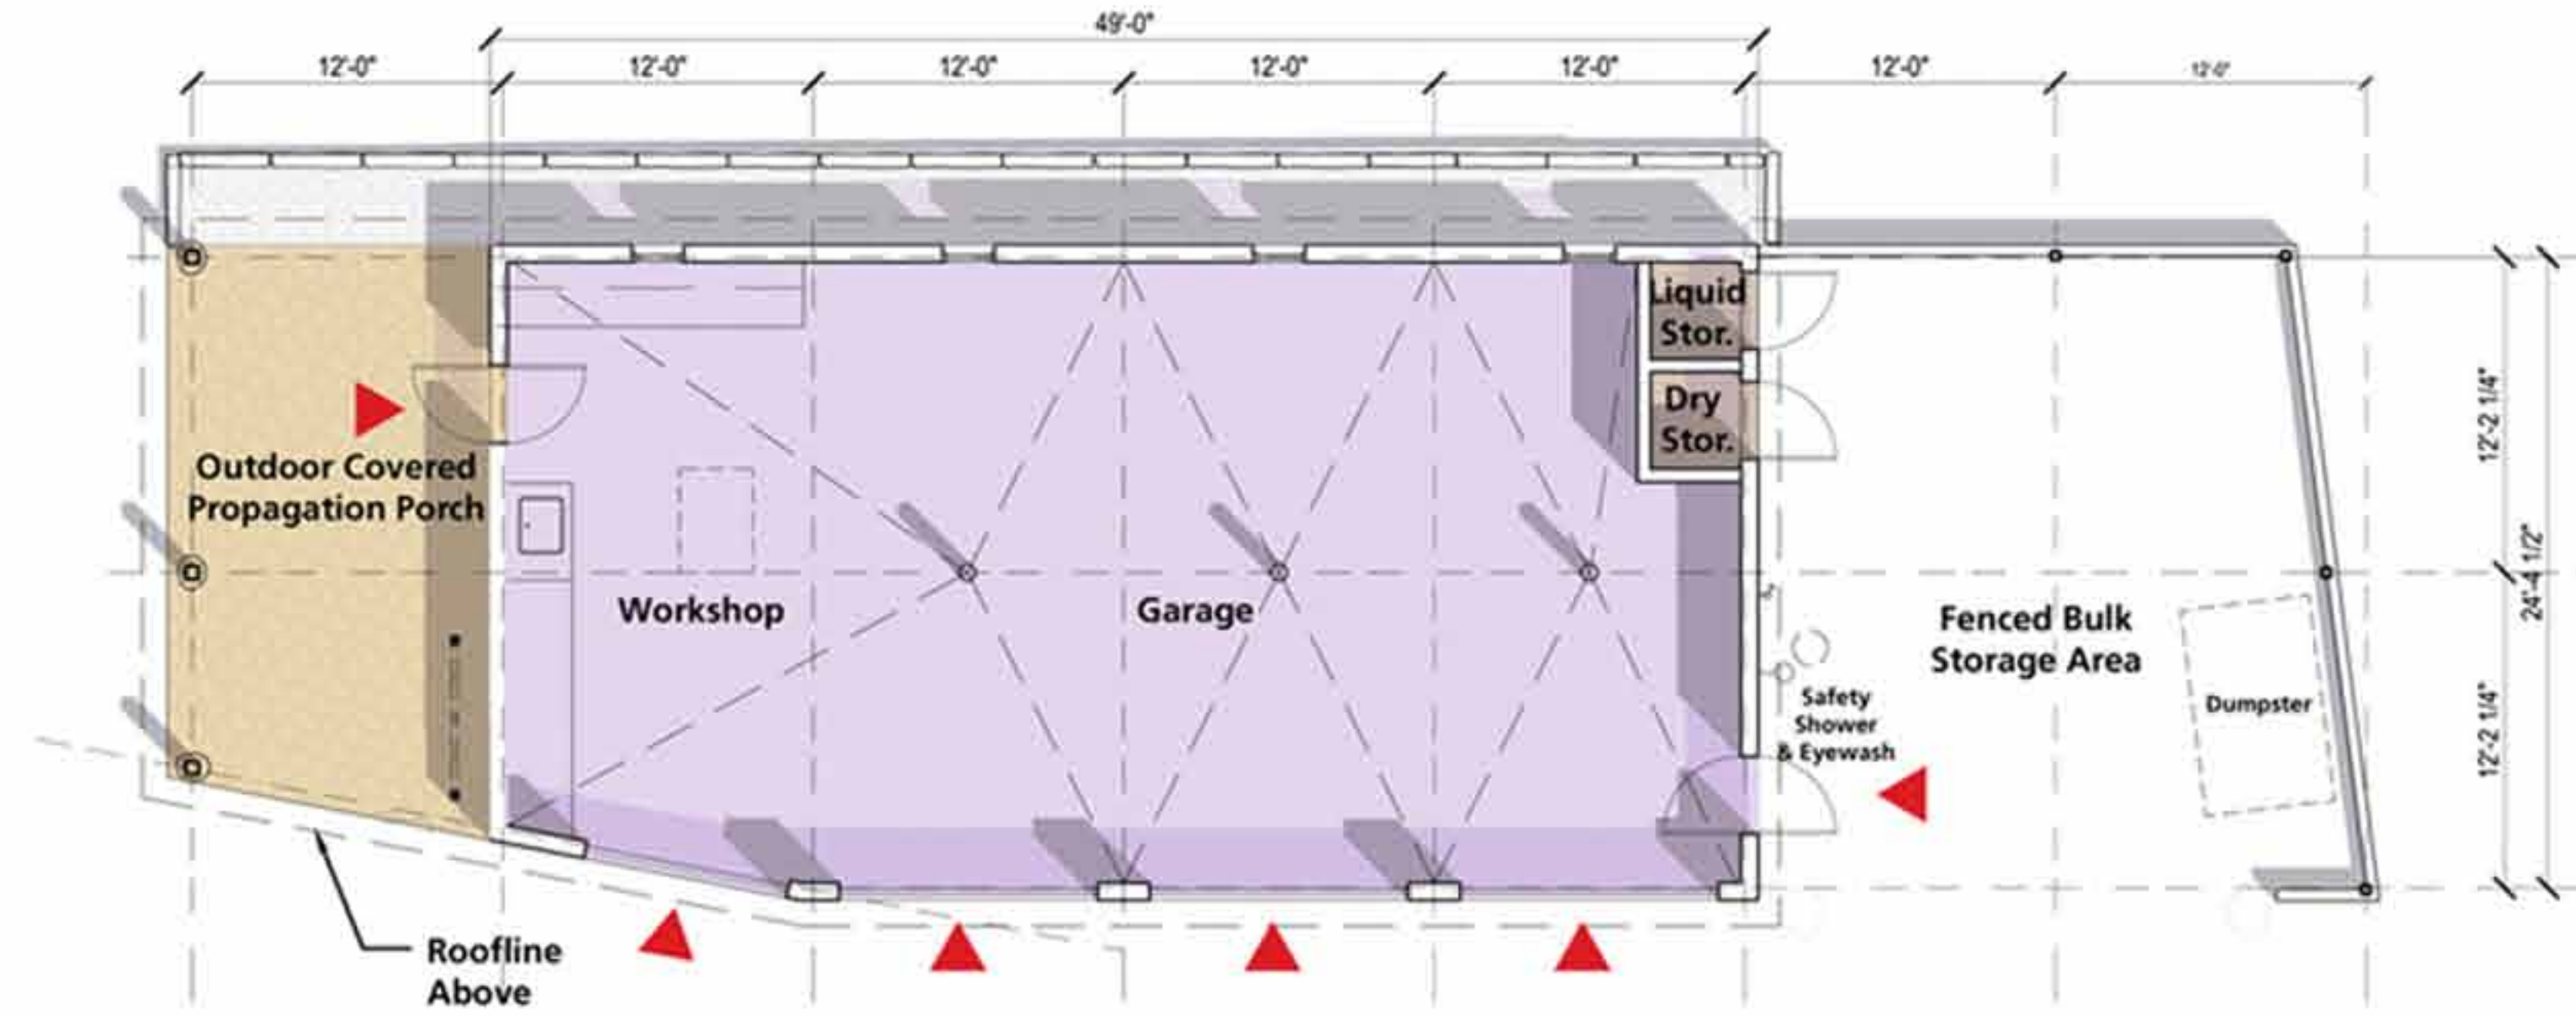 49'-0"
12'-0" 12'-0" 12'-0" 12'-0" 12'-0" 12'-0" 12'-0"
Liquid
Stor.
Dry
Stor.
Outdoor Covered
Propagation Porch
Workshop
Garage
Fenced Bulk
Storage Area
Safety
Shower
& Eyewash
Dumpster
12'-2 1/4"
24'-4 1/2"
12'-2 1/4"
Roofline
Above